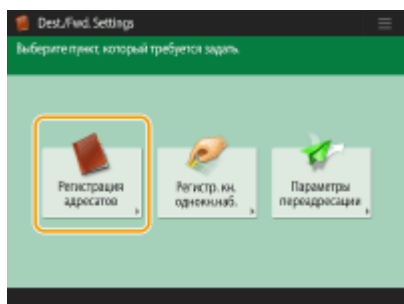 Dest./Fwd. Settings
Выберите пункт, который требуется задать.
Регистрация
адресатов
Регистр. кн.
однокн.наб.
Параметры
переадресации